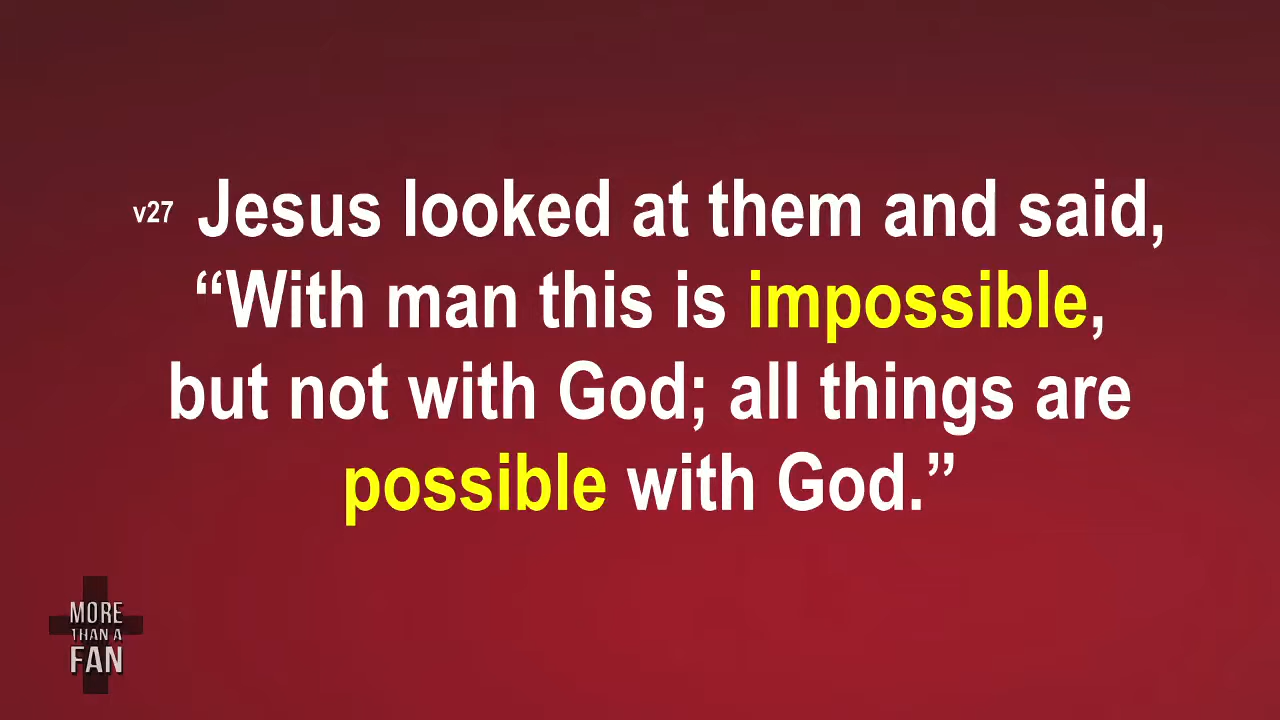 v27 Jesus looked at them and said,
“With man this is impossible,
but not with God; all things are
possible with God.”
MORE
THAN A
FAN